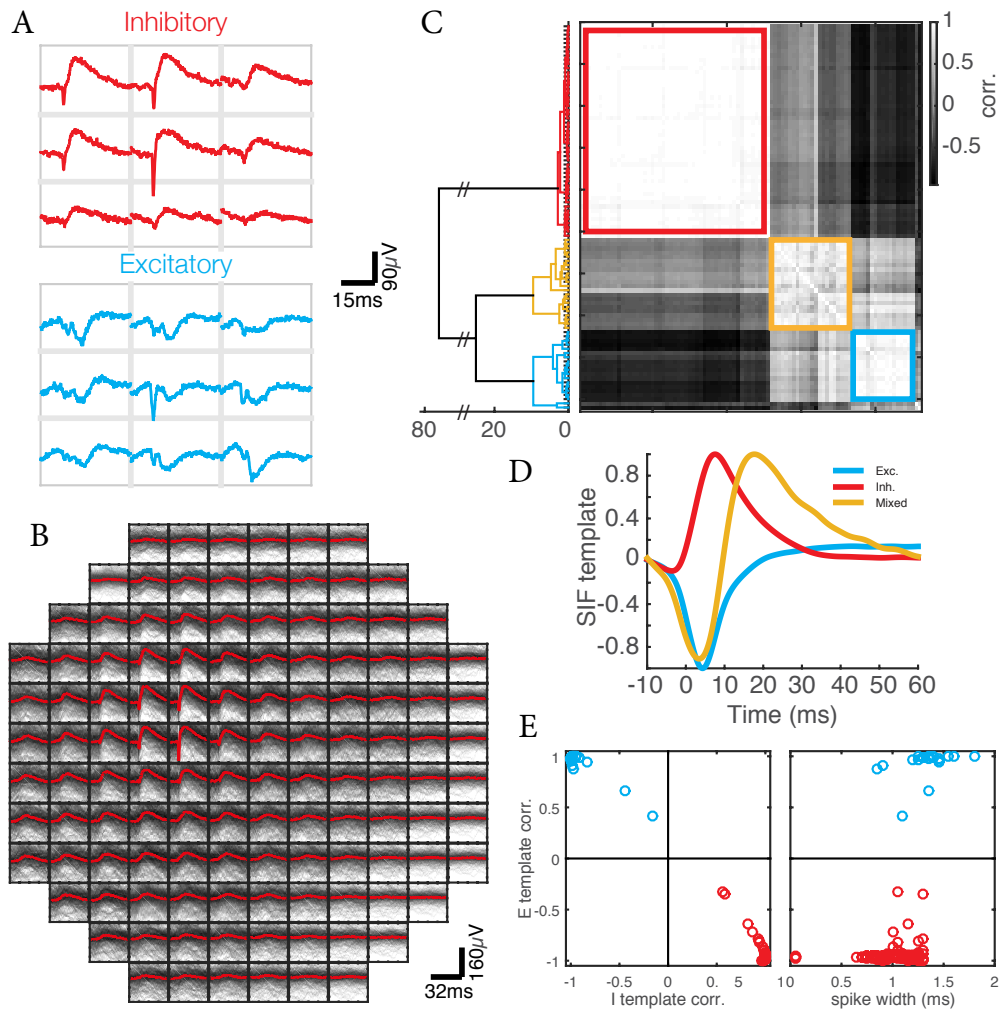 A
Inhibitory
Excitatory
15ms
90μV
B
32ms
160μV
C
1
0.5
0
-0.5
corr.
80
20
0
D
SIF template
0.8
0.4
0
-0.4
-0.8
Exc.
Inh.
Mixed
-10 0 10 20 30 40 50 60
Time (ms)
E
E template corr.
1
0.5
0
-0.5
-1
-1 -0.5 0 0.5 1
I template corr.
0 0.5 1 1.5 2
spike width (ms)